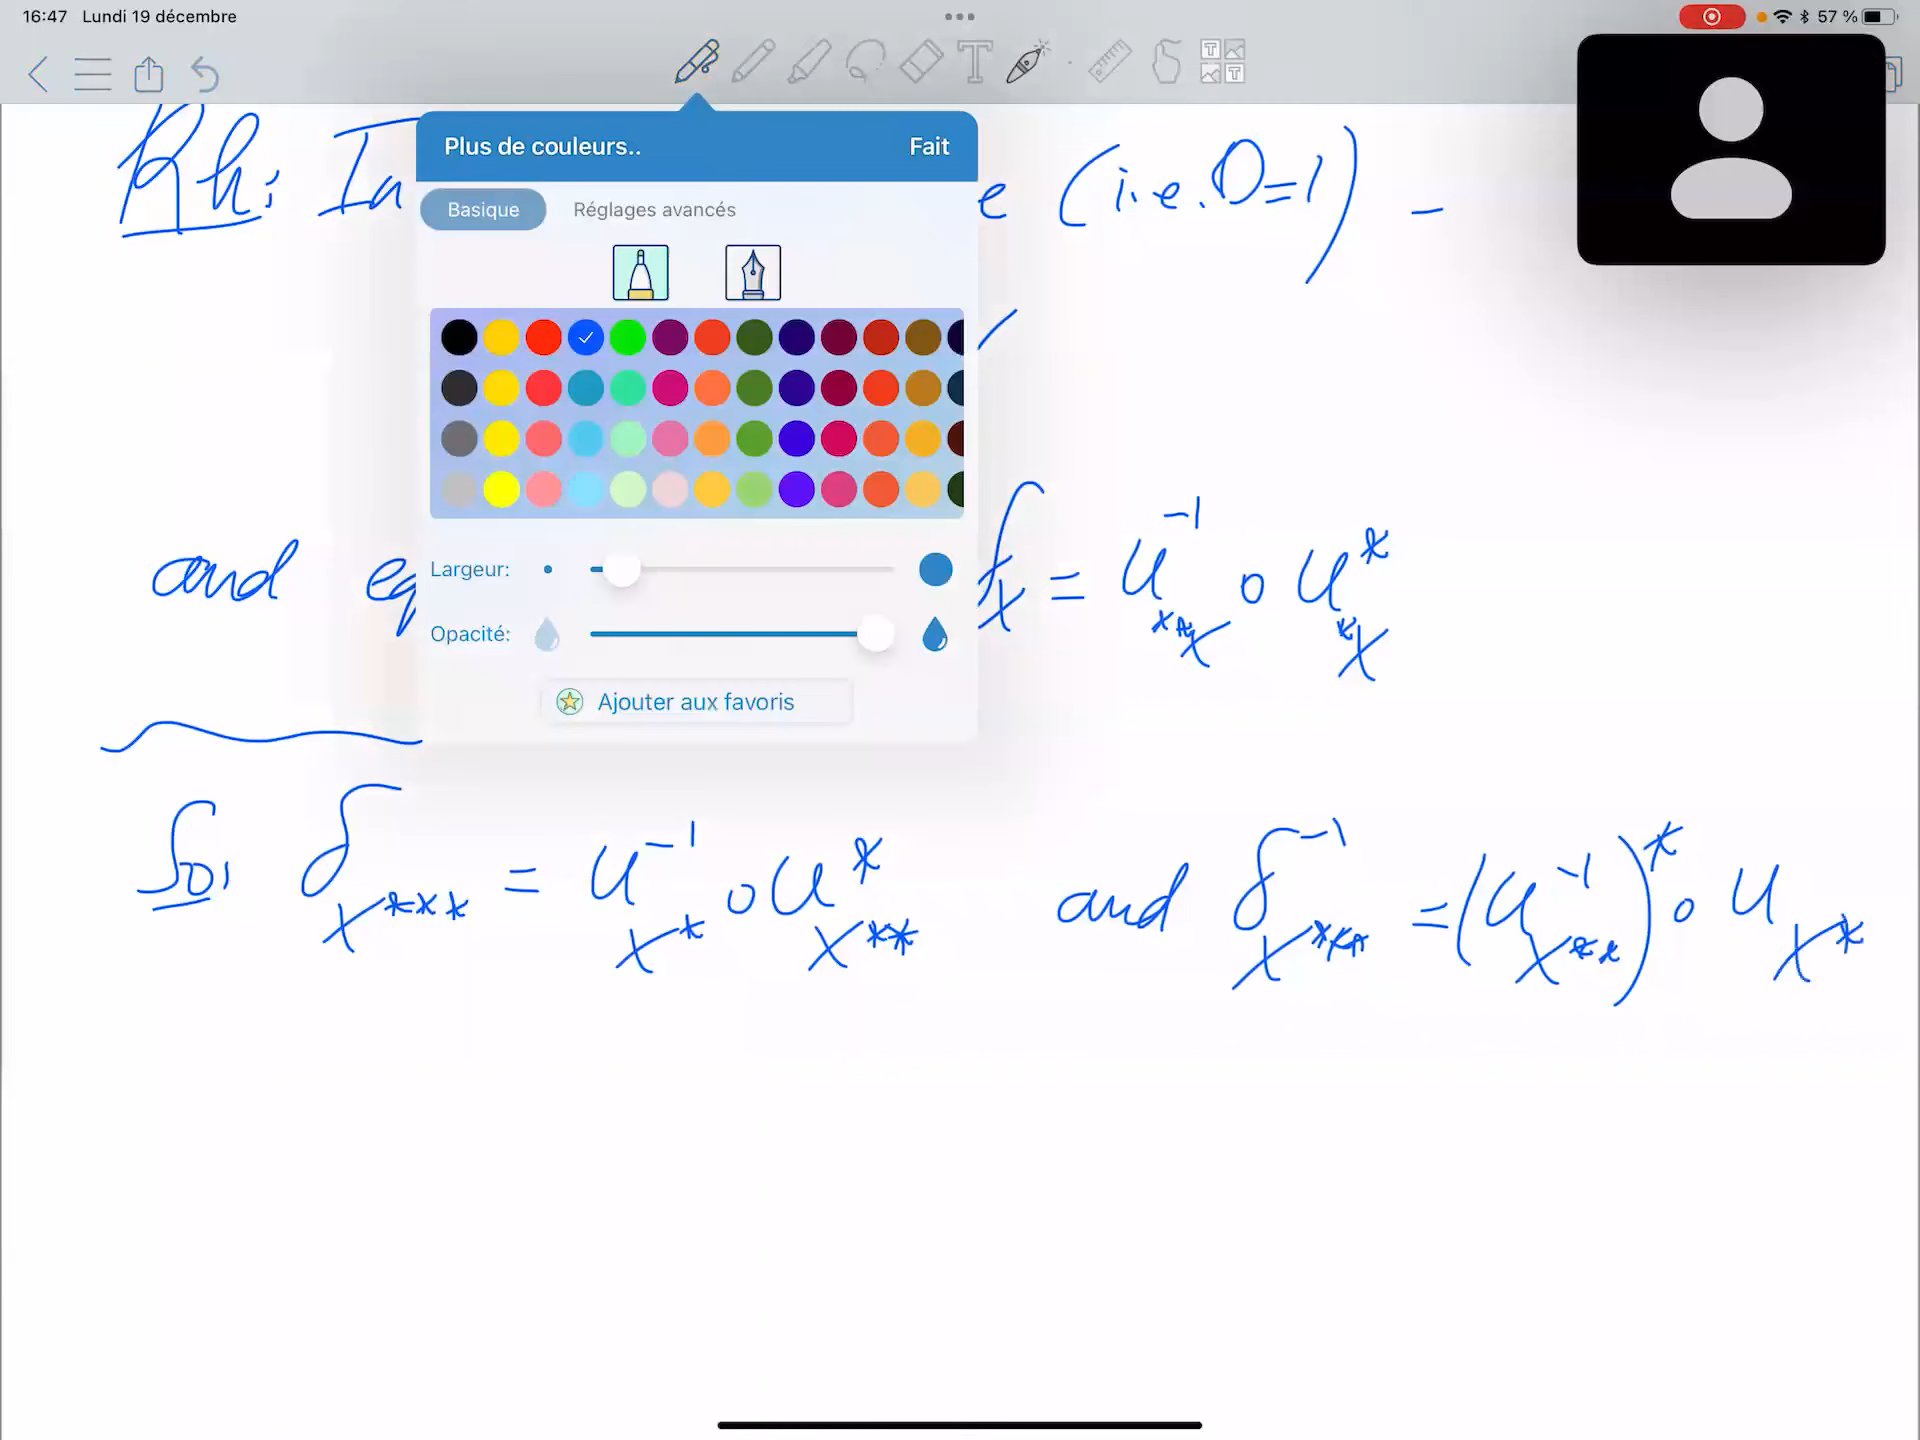 16:47 Lundi 19 décembre 57 %
Plus de couleurs.. Fait
Basique Réglages avancés
Largeur:
Opacité:
Ajouter aux favoris
Rk: In e (i.e. D=1) -
and eq δ_X = U^{-1}_{**X} ∘ U^*_{*X}
So, δ_{X***} = U^{-1}_{X*} ∘ U^*_{X**} and δ^{-1}_{X***} = (U^{-1}_{X**})^* ∘ U_{X*}